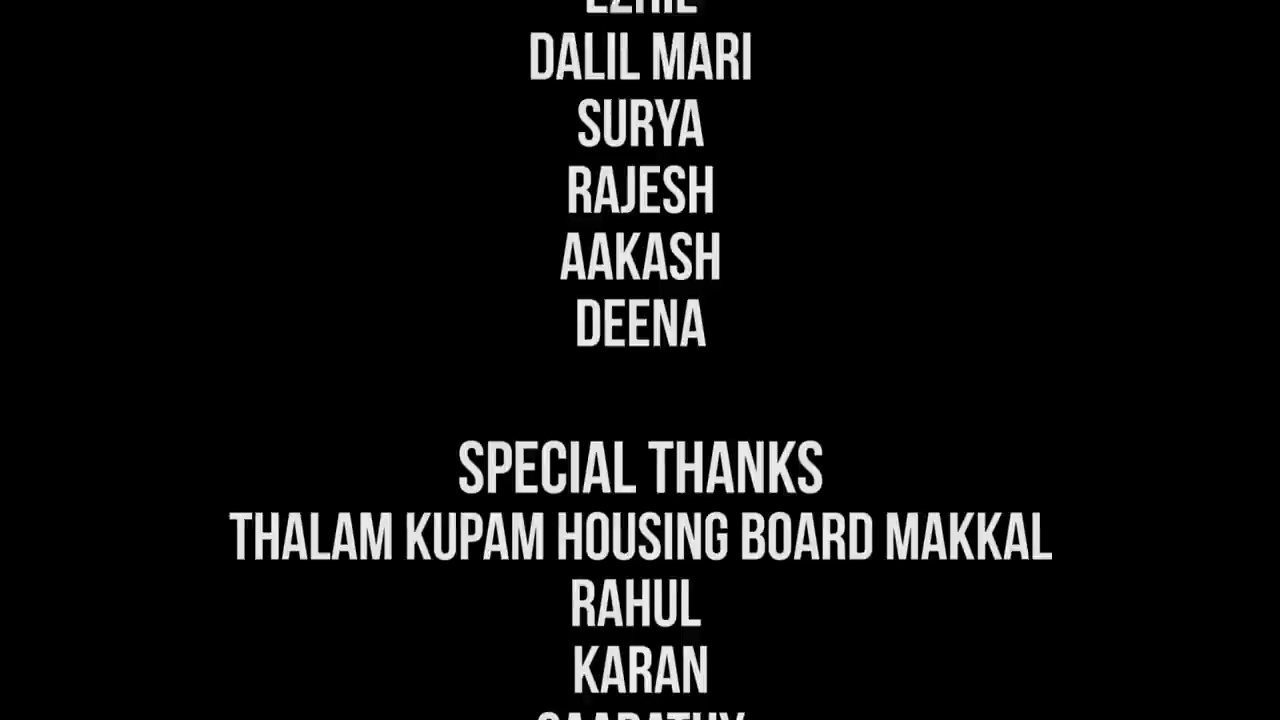 DALIL MARI
SURYA
RAJESH
AAKASH
DEENA
SPECIAL THANKS
THALAM KUPAM HOUSING BOARD MAKKAL
RAHUL
KARAN